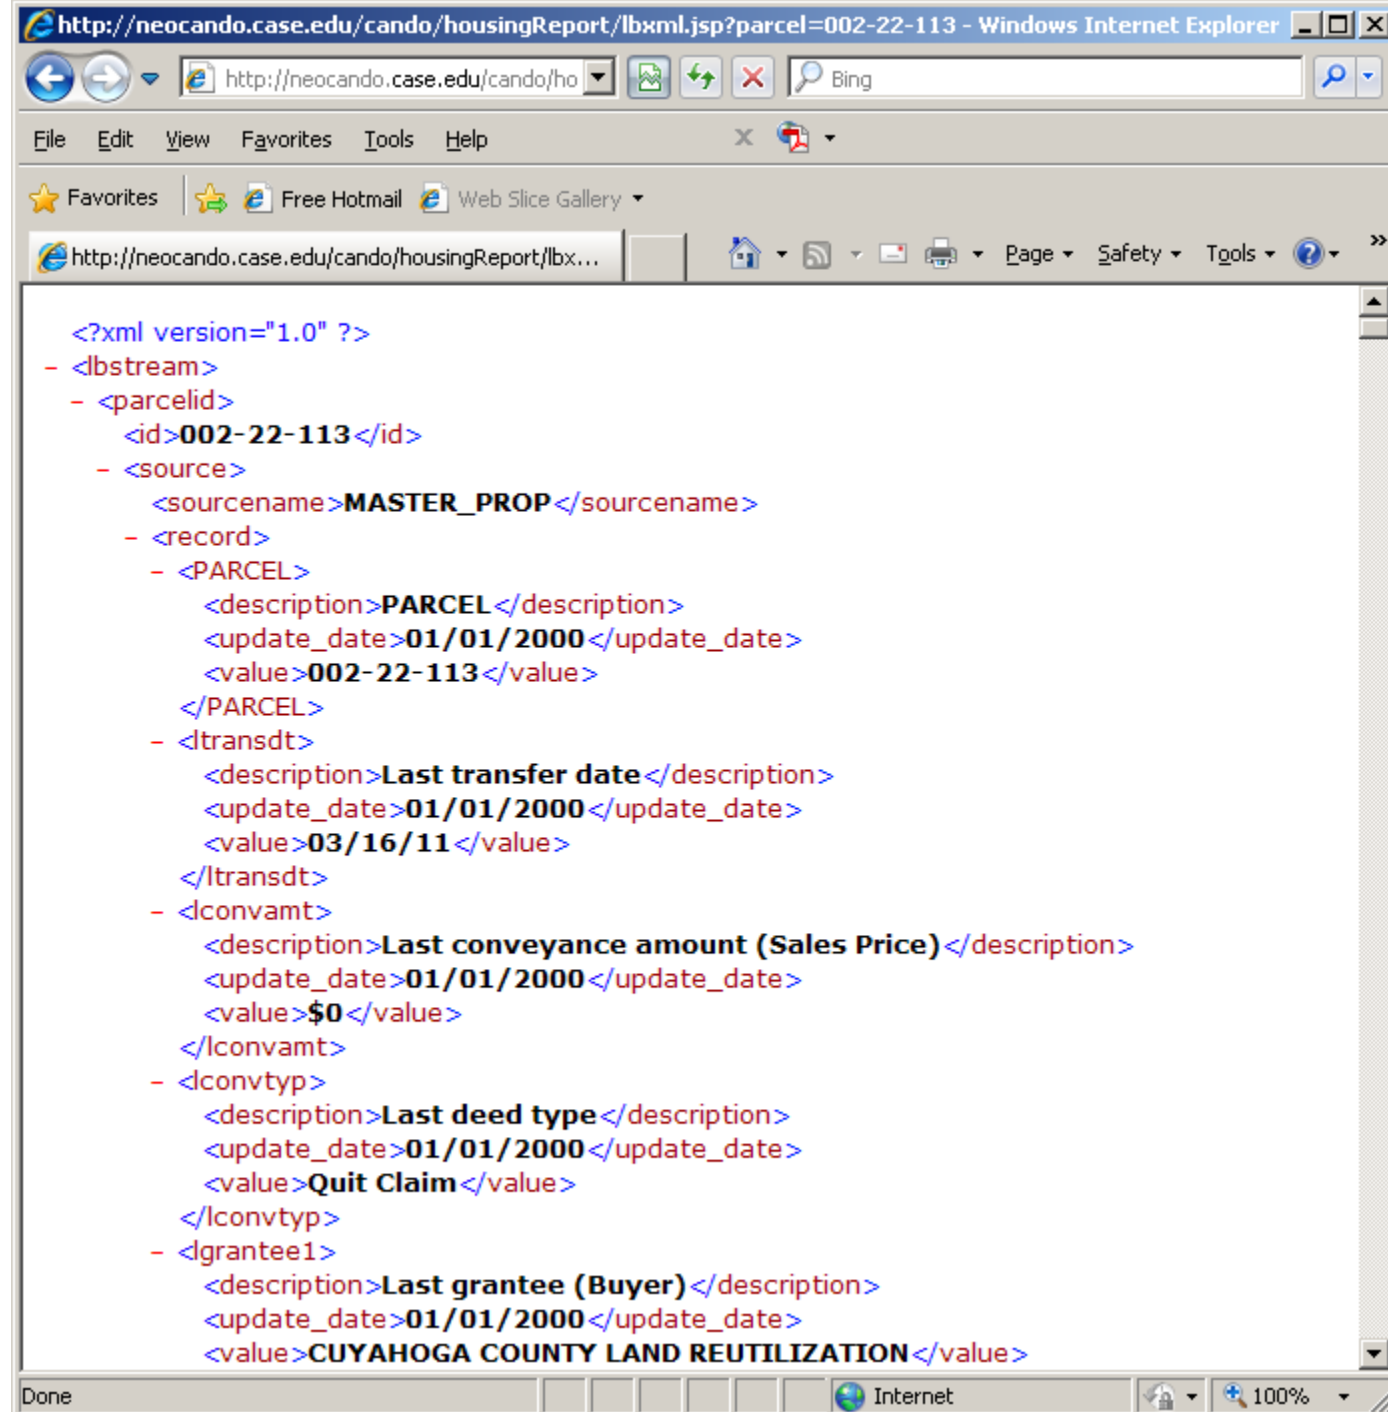 http://neocando.case.edu/cando/housingReport/lbxml.jsp?parcel=002-22-113 - Windows Internet Explorer
http://neocando.case.edu/cando/ho Bing
File Edit View Favorites Tools Help x
Favorites Free Hotmail Web Slice Gallery
http://neocando.case.edu/cando/housingReport/lbx... Page Safety Tools »
<?xml version="1.0" ?>
- <lbstream>
- <parcelid>
<id>002-22-113</id>
- <source>
<sourcename>MASTER_PROP</sourcename>
- <record>
- <PARCEL>
<description>PARCEL</description>
<update_date>01/01/2000</update_date>
<value>002-22-113</value>
</PARCEL>
- <ltransdt>
<description>Last transfer date</description>
<update_date>01/01/2000</update_date>
<value>03/16/11</value>
</ltransdt>
- <lconvamt>
<description>Last conveyance amount (Sales Price)</description>
<update_date>01/01/2000</update_date>
<value>$0</value>
</lconvamt>
- <lconvtyp>
<description>Last deed type</description>
<update_date>01/01/2000</update_date>
<value>Quit Claim</value>
</lconvtyp>
- <lgrantee1>
<description>Last grantee (Buyer)</description>
<update_date>01/01/2000</update_date>
<value>CUYAHOGA COUNTY LAND REUTILIZATION</value>
Done Internet 100%